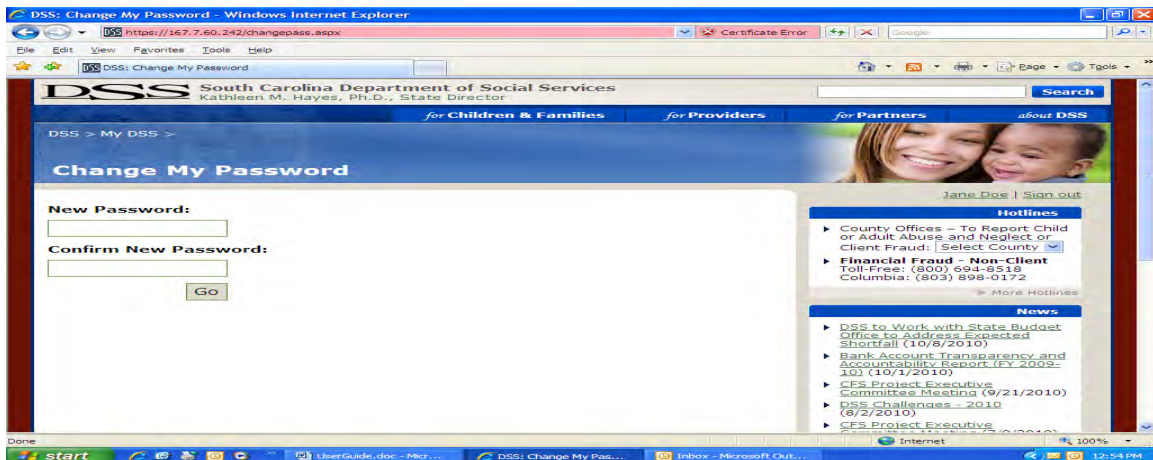 DSS: Change My Password - Windows Internet Explorer
https://167.7.60.242/changepass.aspx
Certificate Error
Google
File Edit View Favorites Tools Help
DSS: Change My Password
Page Tools
DSS South Carolina Department of Social Services
Kathleen M. Hayes, Ph.D., State Director
Search
for Children & Families for Providers for Partners about DSS
DSS > My DSS >
Change My Password
Jane Doe | Sign out
New Password:
Confirm New Password:
Go
Hotlines
County Offices – To Report Child
or Adult Abuse and Neglect or
Client Fraud: Select County
Financial Fraud - Non-Client
Toll-Free: (800) 694-8518
Columbia: (803) 898-0172
More Hotlines
News
DSS to Work with State Budget
Office to Address Expected
Shortfall (10/8/2010)
Bank Account Transparency and
Accountability Report (FY 2009-
10) (10/1/2010)
CFS Project Executive
Committee Meeting (9/21/2010)
DSS Challenges - 2010
(8/2/2010)
CFS Project Executive
Done
Internet
100%
start
UserGuide.doc - Micr...
DSS: Change My Pas...
Inbox - Microsoft Out...
12:54 PM